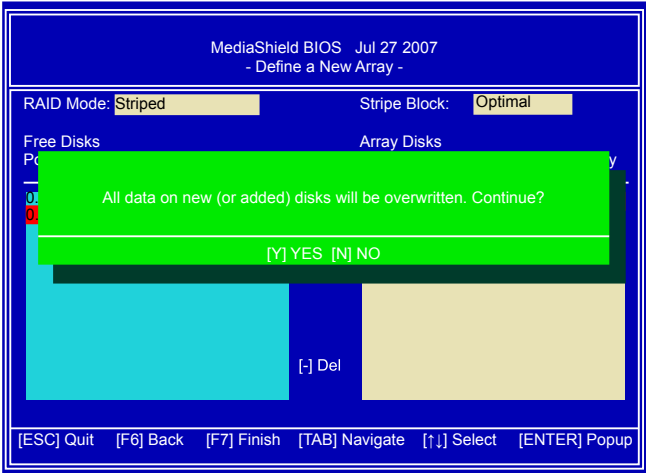 MediaShield BIOS Jul 27 2007
- Define a New Array -
RAID Mode: Striped Stripe Block: Optimal
Free Disks Array Disks
All data on new (or added) disks will be overwritten. Continue?
[Y] YES [N] NO
[-] Del
[ESC] Quit [F6] Back [F7] Finish [TAB] Navigate [↑↓] Select [ENTER] Popup